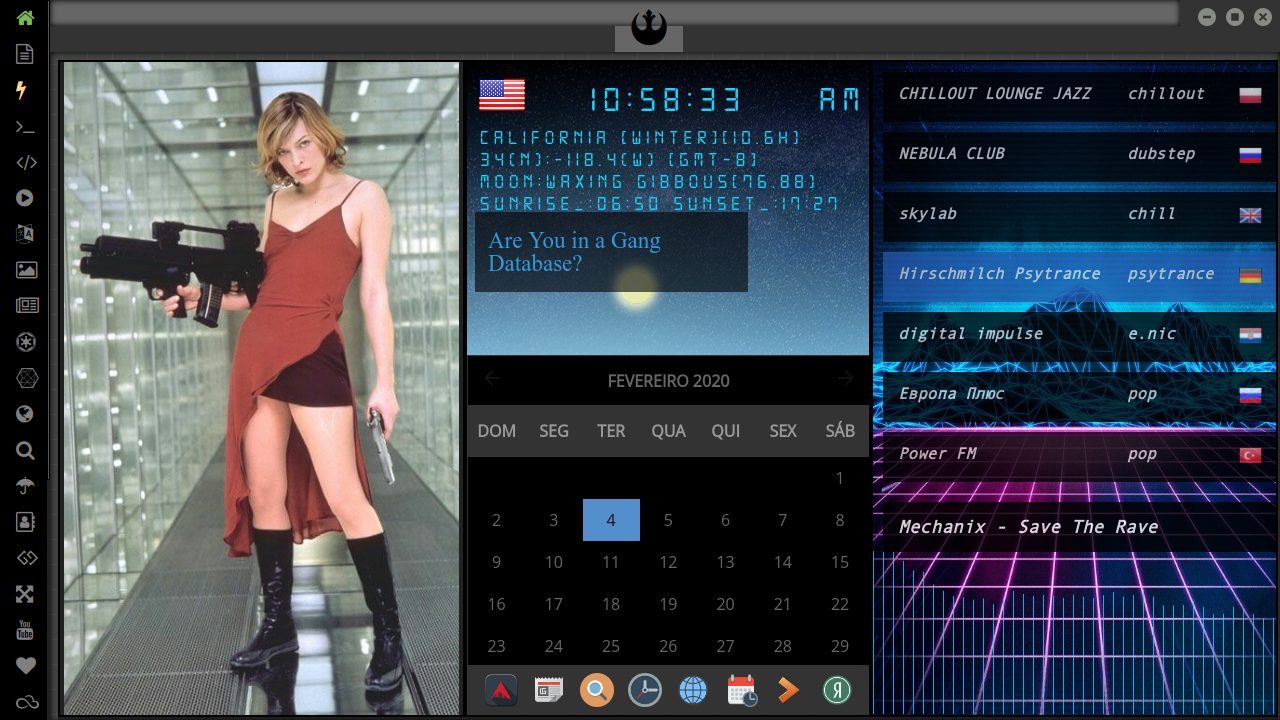 10:58:33 AM
CALIFORNIA [WINTER][10.6H]
34[N]:-118.4[W] [GMT-8]
MOON:WAXING GIBBOUS[76.88]
SUNRISE_:06:50 SUNSET_:17:27
Are You in a Gang
Database?
FEVEREIRO 2020
DOM SEG TER QUA QUI SEX SÁB
1
2 3 4 5 6 7 8
9 10 11 12 13 14 15
16 17 18 19 20 21 22
23 24 25 26 27 28 29
CHILLOUT LOUNGE JAZZ chillout
NEBULA CLUB dubstep
skylab chill
Hirschmilch Psytrance psytrance
digital impulse e.nic
Европа Плюс pop
Power FM pop
Mechanix - Save The Rave
You
Tube
Я